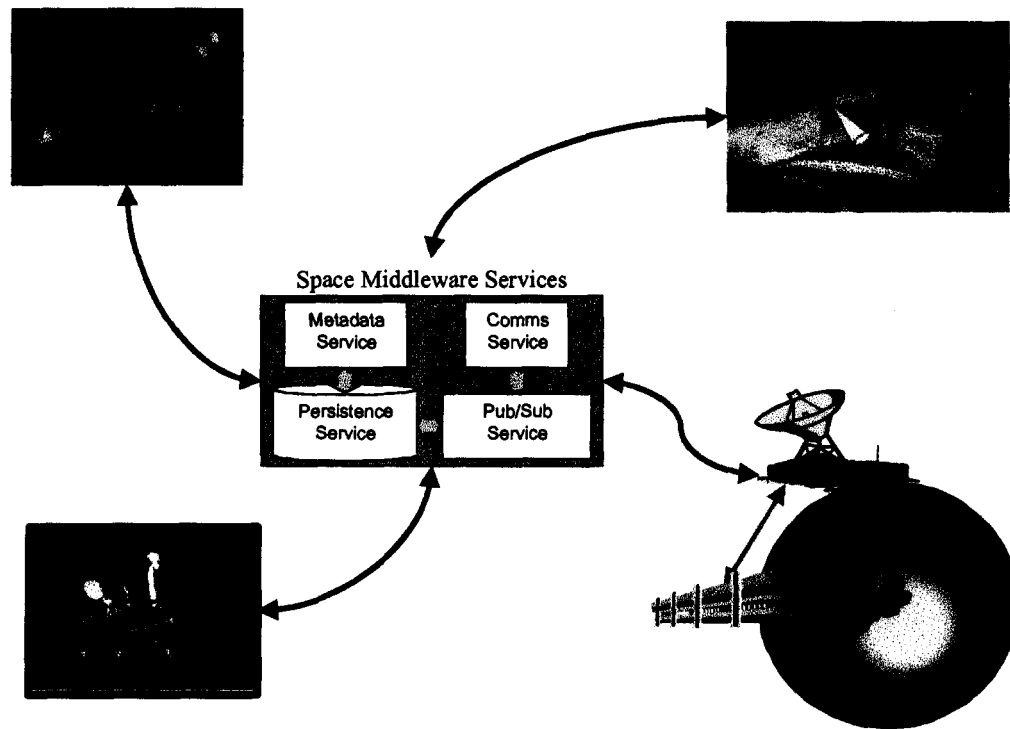 Space Middleware Services
Metadata
Service
Comms
Service
Persistence
Service
Pub/Sub
Service